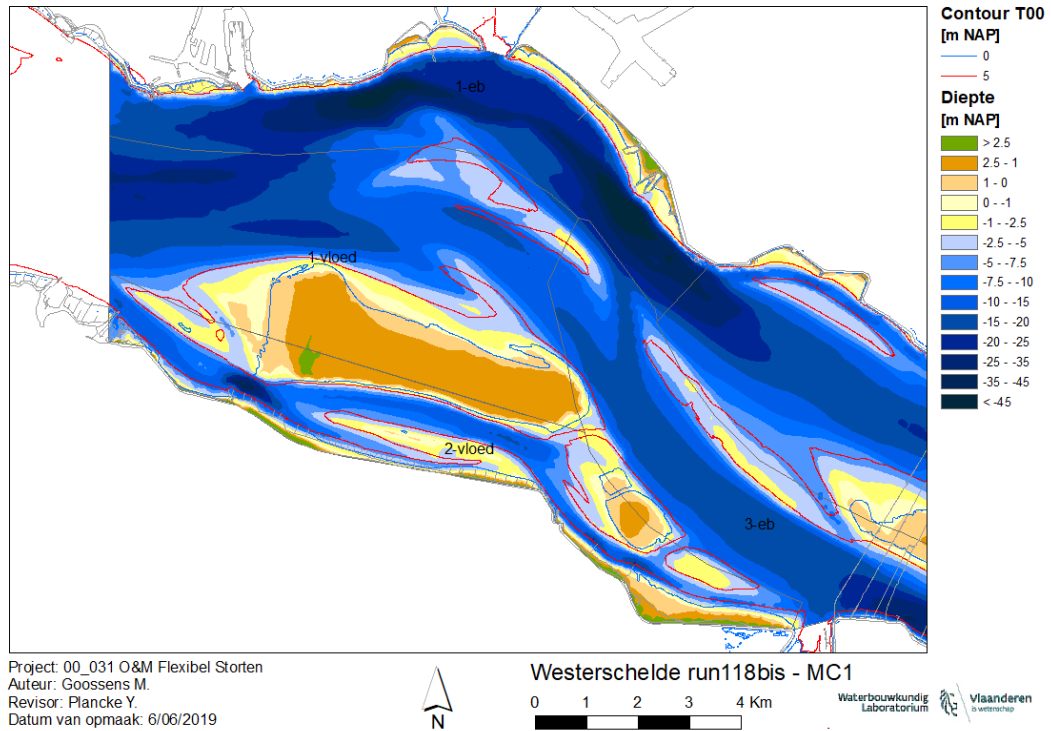 Contour T00
[m NAP]
0
5
Diepte
[m NAP]
> 2.5
2.5 - 1
1 - 0
0 - -1
-1 - -2.5
-2.5 - -5
-5 - -7.5
-7.5 - -10
-10 - -15
-15 - -20
-20 - -25
-25 - -35
-35 - -45
< -45
1-eb
1-vloed
2-vloed
3-eb
Project: 00_031 O&M Flexibel Storten
Auteur: Goossens M.
Revisor: Plancke Y.
Datum van opmaak: 6/06/2019
N
Westerschelde run118bis - MC1
0 1 2 3 4 Km
Waterbouwkundig
Laboratorium
Vlaanderen
is wetenschap